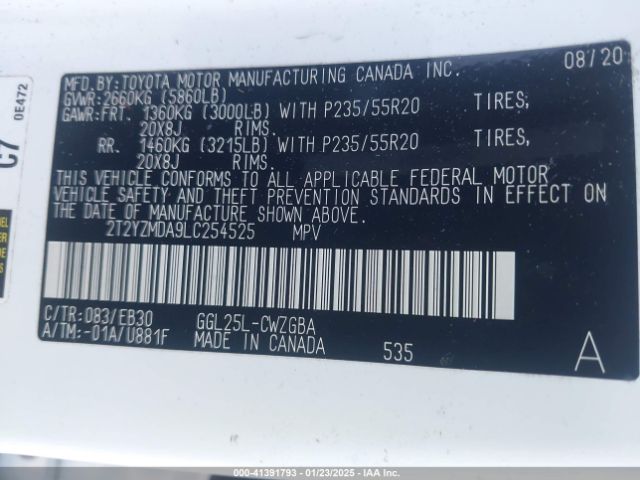 MFD.BY: TOYOTA MOTOR MANUFACTURING CANADA INC. 08/20
GVWR: 2660KG (5860LB)
GAWR: FRT. 1360KG (3000LB) WITH P235/55R20 TIRES,
20X8J RIMS.
RR. 1460KG (3215LB) WITH P235/55R20 TIRES,
20X8J RIMS.
THIS VEHICLE CONFORMS TO ALL APPLICABLE FEDERAL MOTOR
VEHICLE SAFETY AND THEFT PREVENTION STANDARDS IN EFFECT ON
THE DATE OF MANUFACTURE SHOWN ABOVE.
2T2YZMDA9LC254525 MPV
C/TR: 083/EB30 GGL25L-CWZGBA
A/TM:-01A/U881F MADE IN CANADA 535 A
C7 0E472
000-41391793 - 01/23/2025 - IAA Inc.